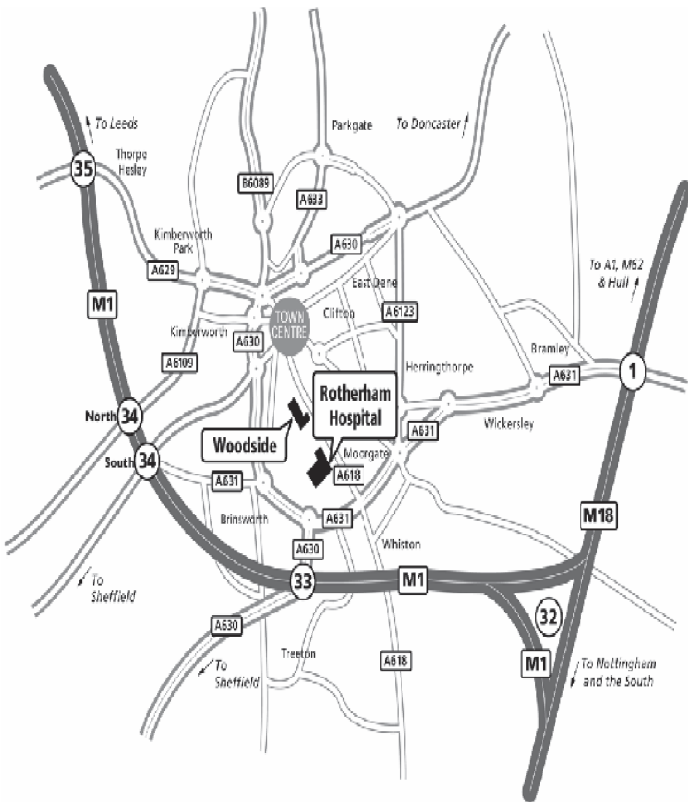 To Leeds
Parkgate
To Doncaster
35
Thorpe
Hesley
B6089
A633
Kimberworth
Park
A630
To A1, M62
& Hull
A629
East Dene
M1
TOWN
CENTRE
Clifton
A6123
Kimberworth
A630
Bramley
A6109
Herringthorpe
A631
1
Rotherham
Hospital
North
34
Woodside
Wickersley
A631
South
34
Moorgate
A618
A631
Brinsworth
A631
M18
A630
Whiston
33
M1
To
Sheffield
32
A630
Treeton
A618
M1
To
Sheffield
To Nottingham
and the South